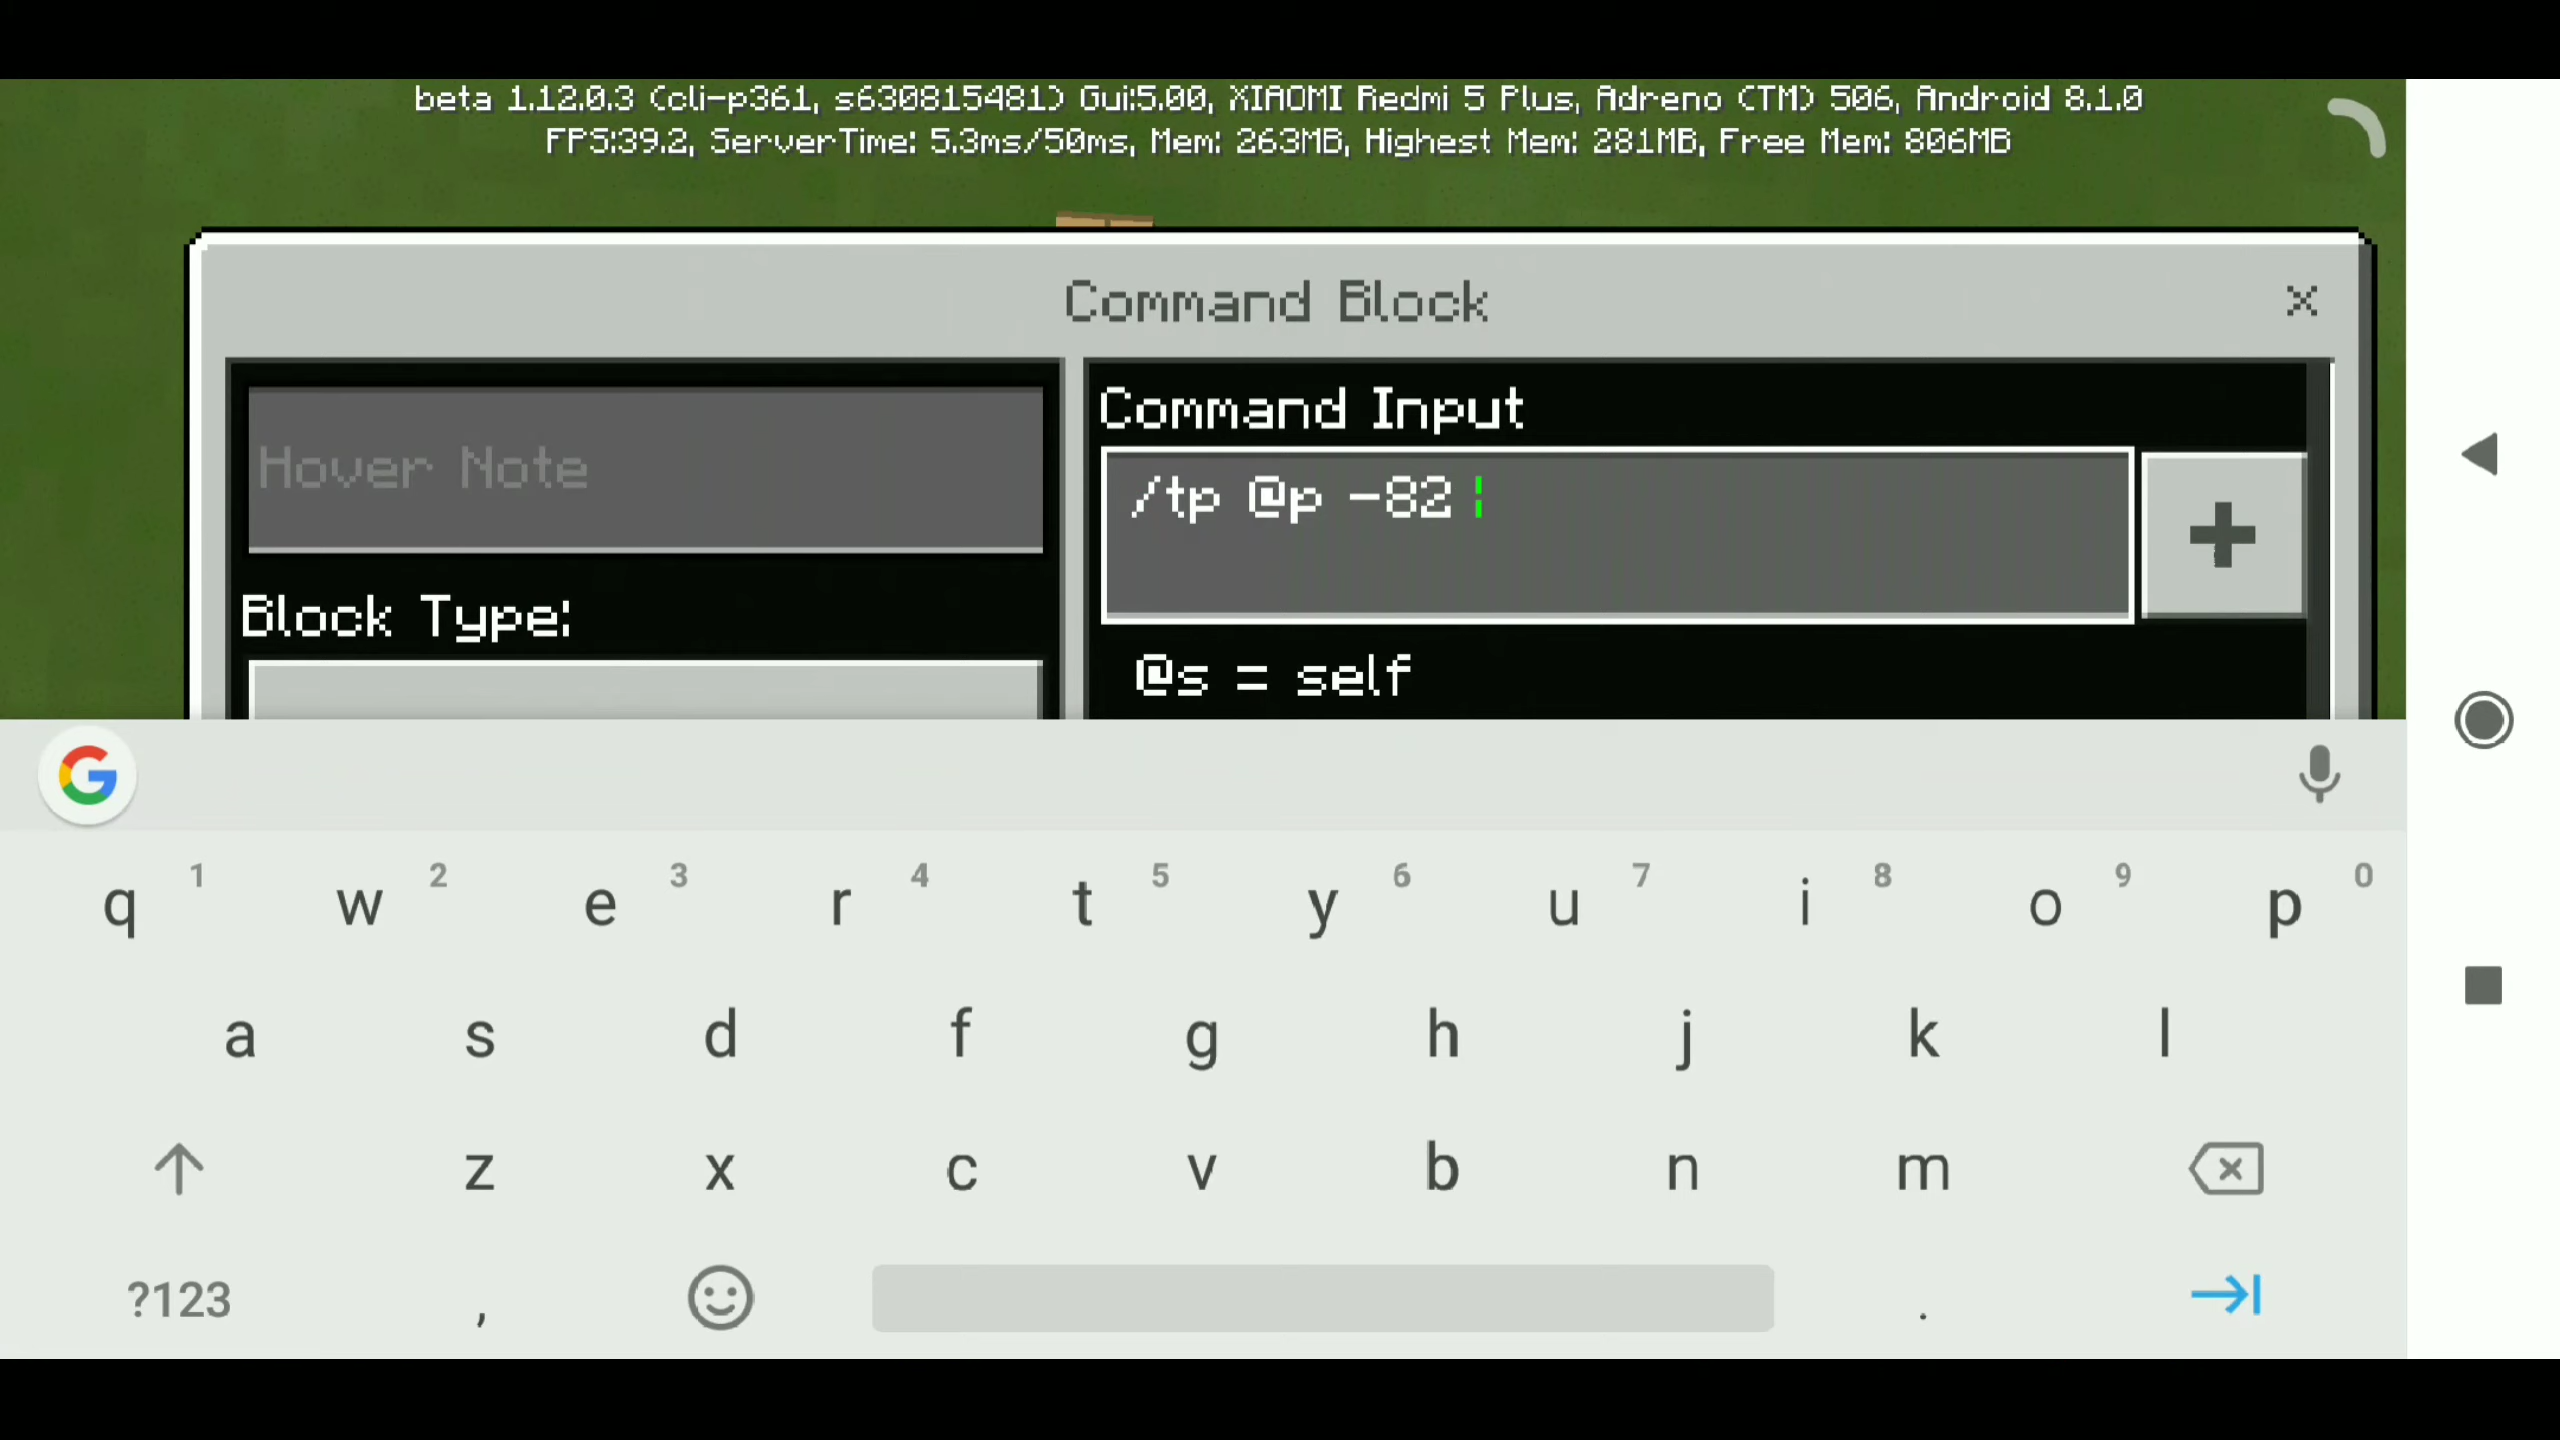 beta 1.12.0.3 (cli-p361, s630815481) Gui:5.00, XIAOMI Redmi 5 Plus, Adreno (TM) 506, Android 8.1.0
FPS:39.2, ServerTime: 5.3ms/50ms, Mem: 263MB, Highest Mem: 281MB, Free Mem: 806MB
Command Block
x
Hover Note
Block Type:
Command Input
/tp @p -82
+
@s = self
G
q 1 w 2 e 3 r 4 t 5 y 6 u 7 i 8 o 9 p 0
a s d f g h j k l
z x c v b n m
?123 , .